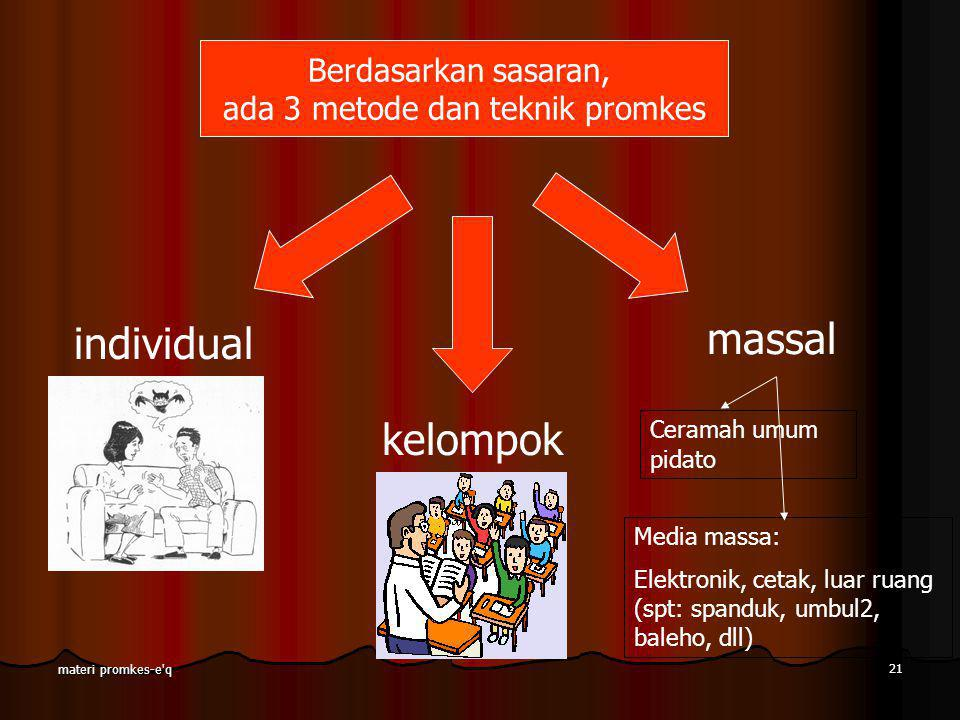 Berdasarkan sasaran,
ada 3 metode dan teknik promkes
individual
massal
kelompok
Ceramah umum
pidato
Media massa:
Elektronik, cetak, luar ruang
(spt: spanduk, umbul2,
baleho, dll)
materi promkes-e'q
21